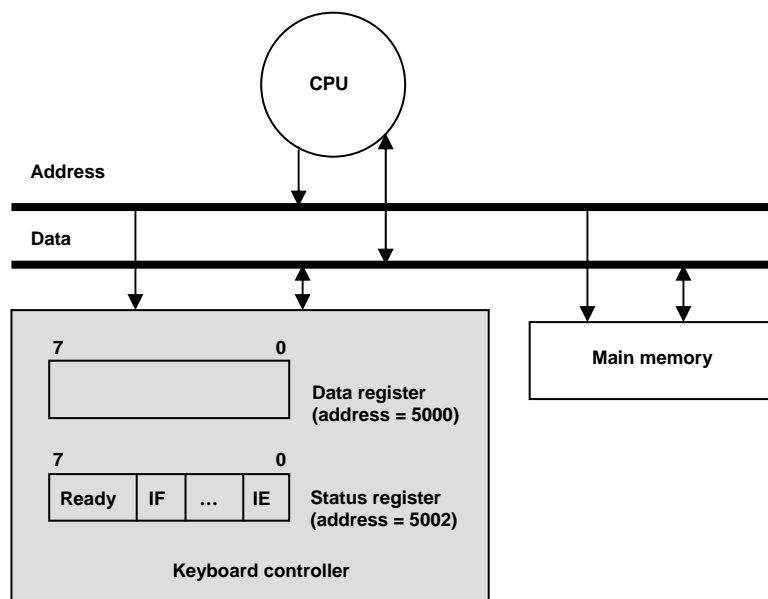 CPU
Address
Data
7 0
Data register
(address = 5000)
Main memory
7 0
Ready IF … IE
Status register
(address = 5002)
Keyboard controller